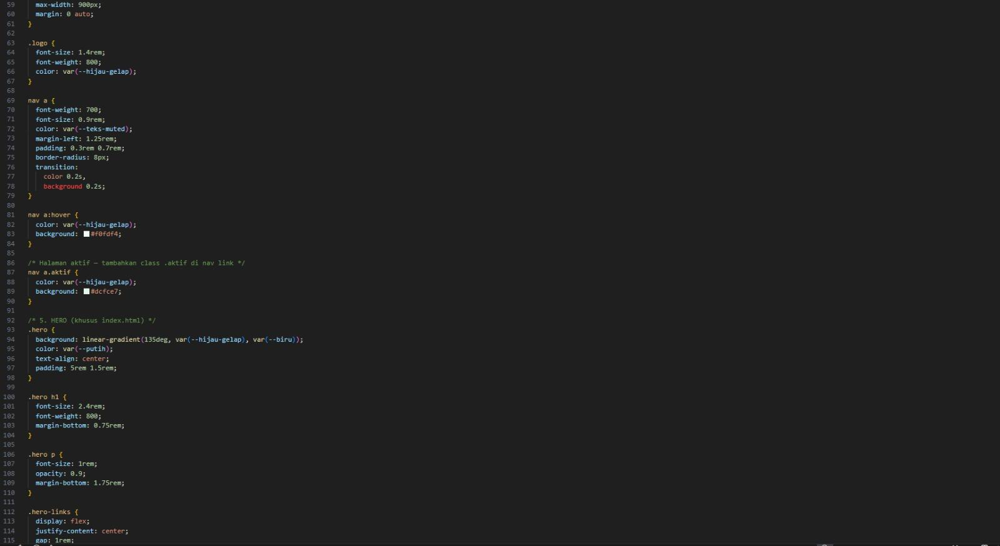 59 max-width: 900px;
60 margin: 0 auto;
61 }
62
63 .logo {
64 font-size: 1.4rem;
65 font-weight: 800;
66 color: var(--hijau-gelap);
67 }
68
69 nav a {
70 font-weight: 700;
71 font-size: 0.9rem;
72 color: var(--teks-muted);
73 margin-left: 1.25rem;
74 padding: 0.3rem 0.7rem;
75 border-radius: 8px;
76 transition:
77 color 0.2s,
78 background 0.2s;
79 }
80
81 nav a:hover {
82 color: var(--hijau-gelap);
83 background: #f0fdf4;
84 }
85
86 /* Halaman aktif — tambahkan class .aktif di nav link */
87 nav a.aktif {
88 color: var(--hijau-gelap);
89 background: #dcfce7;
90 }
91
92 /* 5. HERO (khusus index.html) */
93 .hero {
94 background: linear-gradient(135deg, var(--hijau-gelap), var(--biru));
95 color: var(--putih);
96 text-align: center;
97 padding: 5rem 1.5rem;
98 }
99
100 .hero h1 {
101 font-size: 2.4rem;
102 font-weight: 800;
103 margin-bottom: 0.75rem;
104 }
105
106 .hero p {
107 font-size: 1rem;
108 opacity: 0.9;
109 margin-bottom: 1.75rem;
110 }
111
112 .hero-links {
113 display: flex;
114 justify-content: center;
115 gap: 1rem;